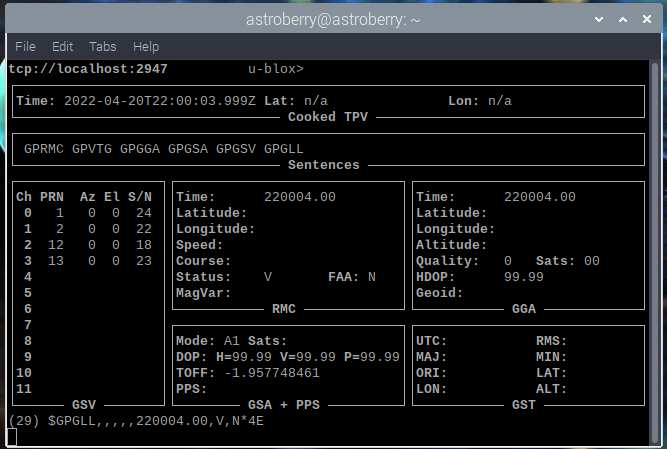 astroberry@astroberry: ~
File Edit Tabs Help
tcp://localhost:2947 u-blox>
Time: 2022-04-20T22:00:03.999Z Lat: n/a Lon: n/a
Cooked TPV
GPRMC GPVTG GPGGA GPGSA GPGSV GPGLL
Sentences
Ch PRN Az El S/N
0 1 0 0 24
1 2 0 0 22
2 12 0 0 18
3 13 0 0 23
4
5
6
7
8
9
10
11
GSV
Time: 220004.00
Latitude:
Longitude:
Speed:
Course:
Status: V FAA: N
MagVar:
RMC
Time: 220004.00
Latitude:
Longitude:
Altitude:
Quality: 0 Sats: 00
HDOP: 99.99
Geoid:
GGA
Mode: A1 Sats:
DOP: H=99.99 V=99.99 P=99.99
TOFF: -1.957748461
PPS:
GSA + PPS
UTC: RMS:
MAJ: MIN:
ORI: LAT:
LON: ALT:
GST
(29) $GPGLL,,,,,220004.00,V,N*4E